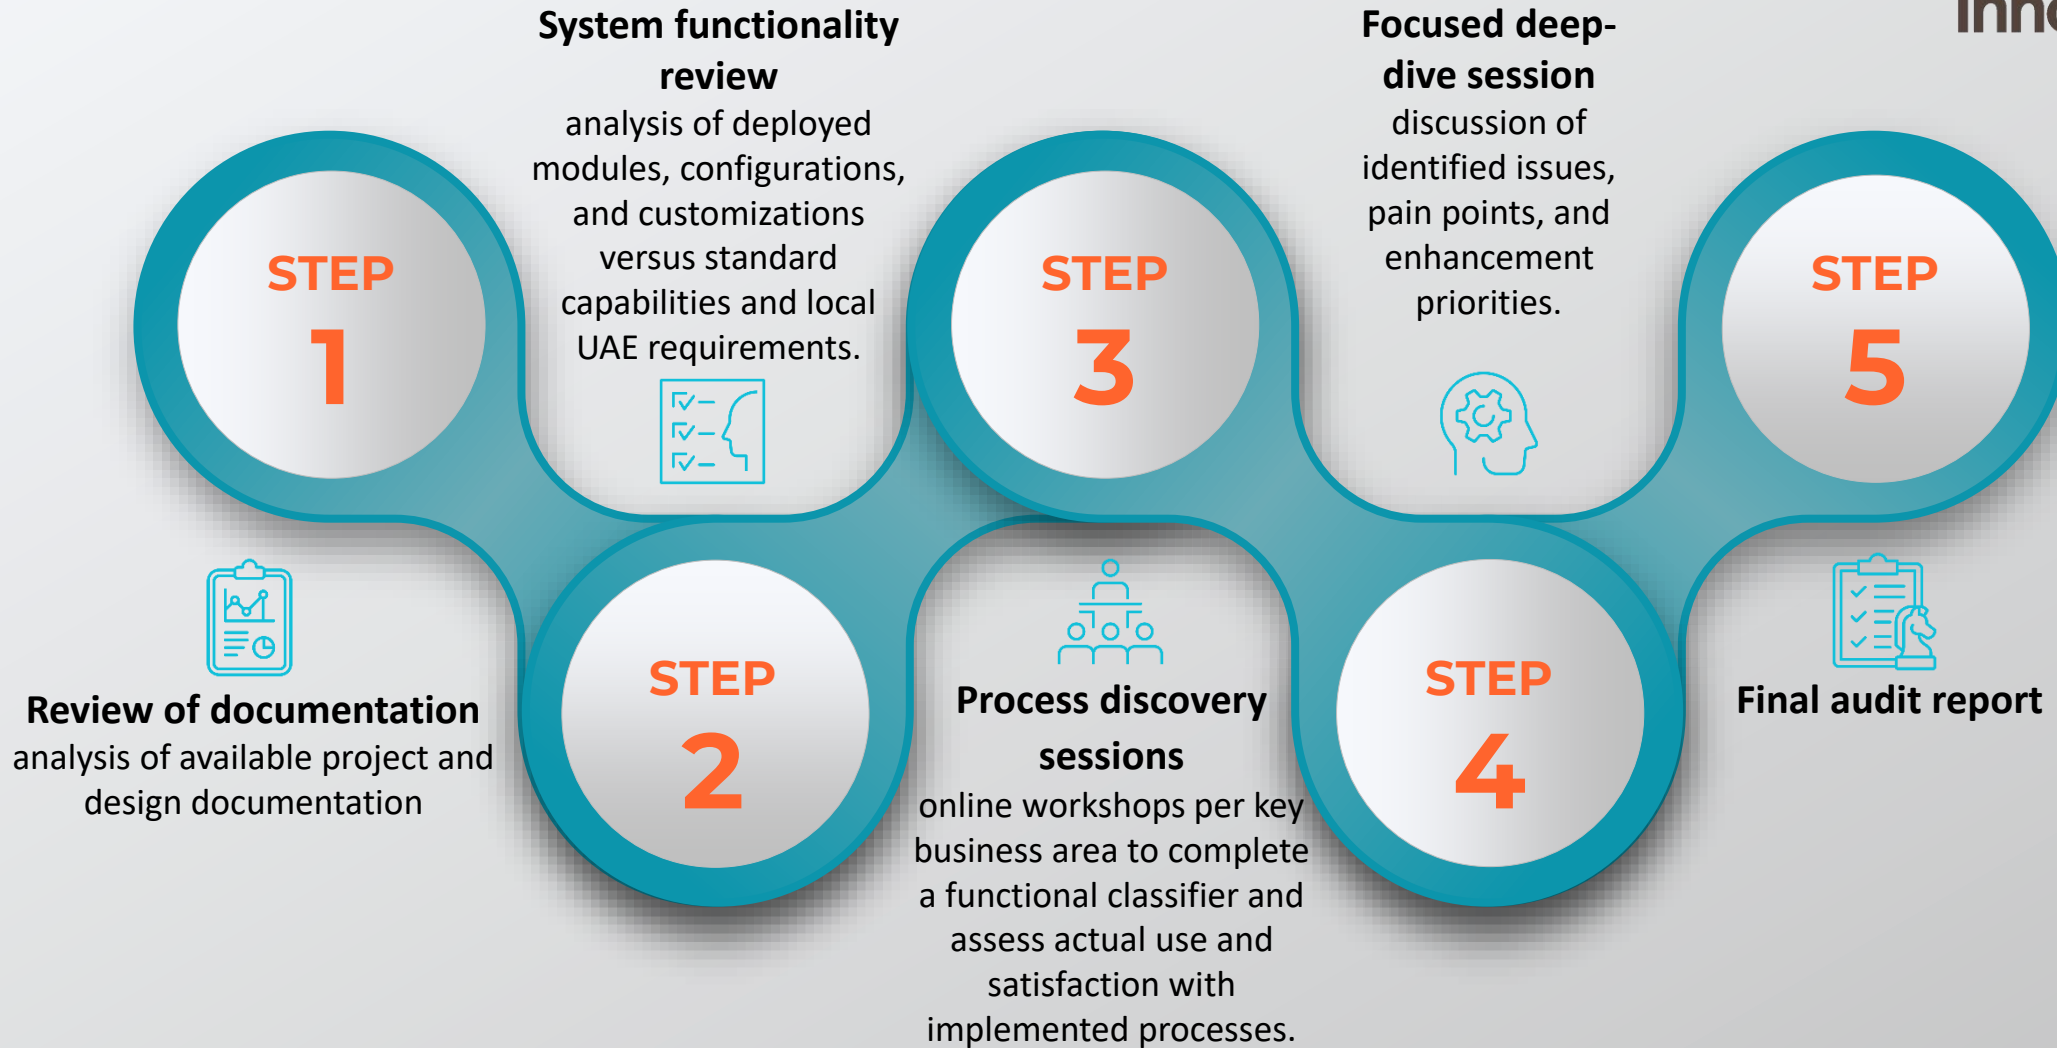 STEP
1
Review of documentation
analysis of available project and
design documentation
System functionality
review
analysis of deployed
modules, configurations,
and customizations
versus standard
capabilities and local
UAE requirements.
STEP
2
STEP
3
Process discovery
sessions
online workshops per key
business area to complete
a functional classifier and
assess actual use and
satisfaction with
implemented processes.
Focused deep-
dive session
discussion of
identified issues,
pain points, and
enhancement
priorities.
STEP
4
STEP
5
Final audit report